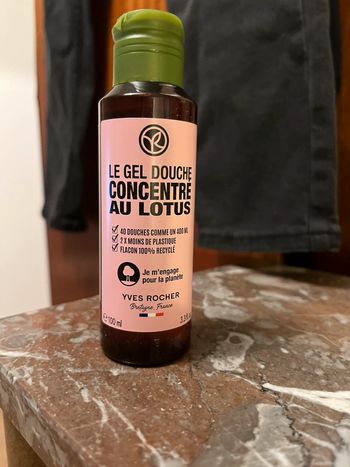 LE GEL DOUCHE
CONCENTRÉ
AU LOTUS
40 DOUCHES COMME UN 400 ML
2 X MOINS DE PLASTIQUE
FLACON 100% RECYCLÉ
Je m'engage
pour la planète
YVES ROCHER
Bretagne, France
e 100 ml